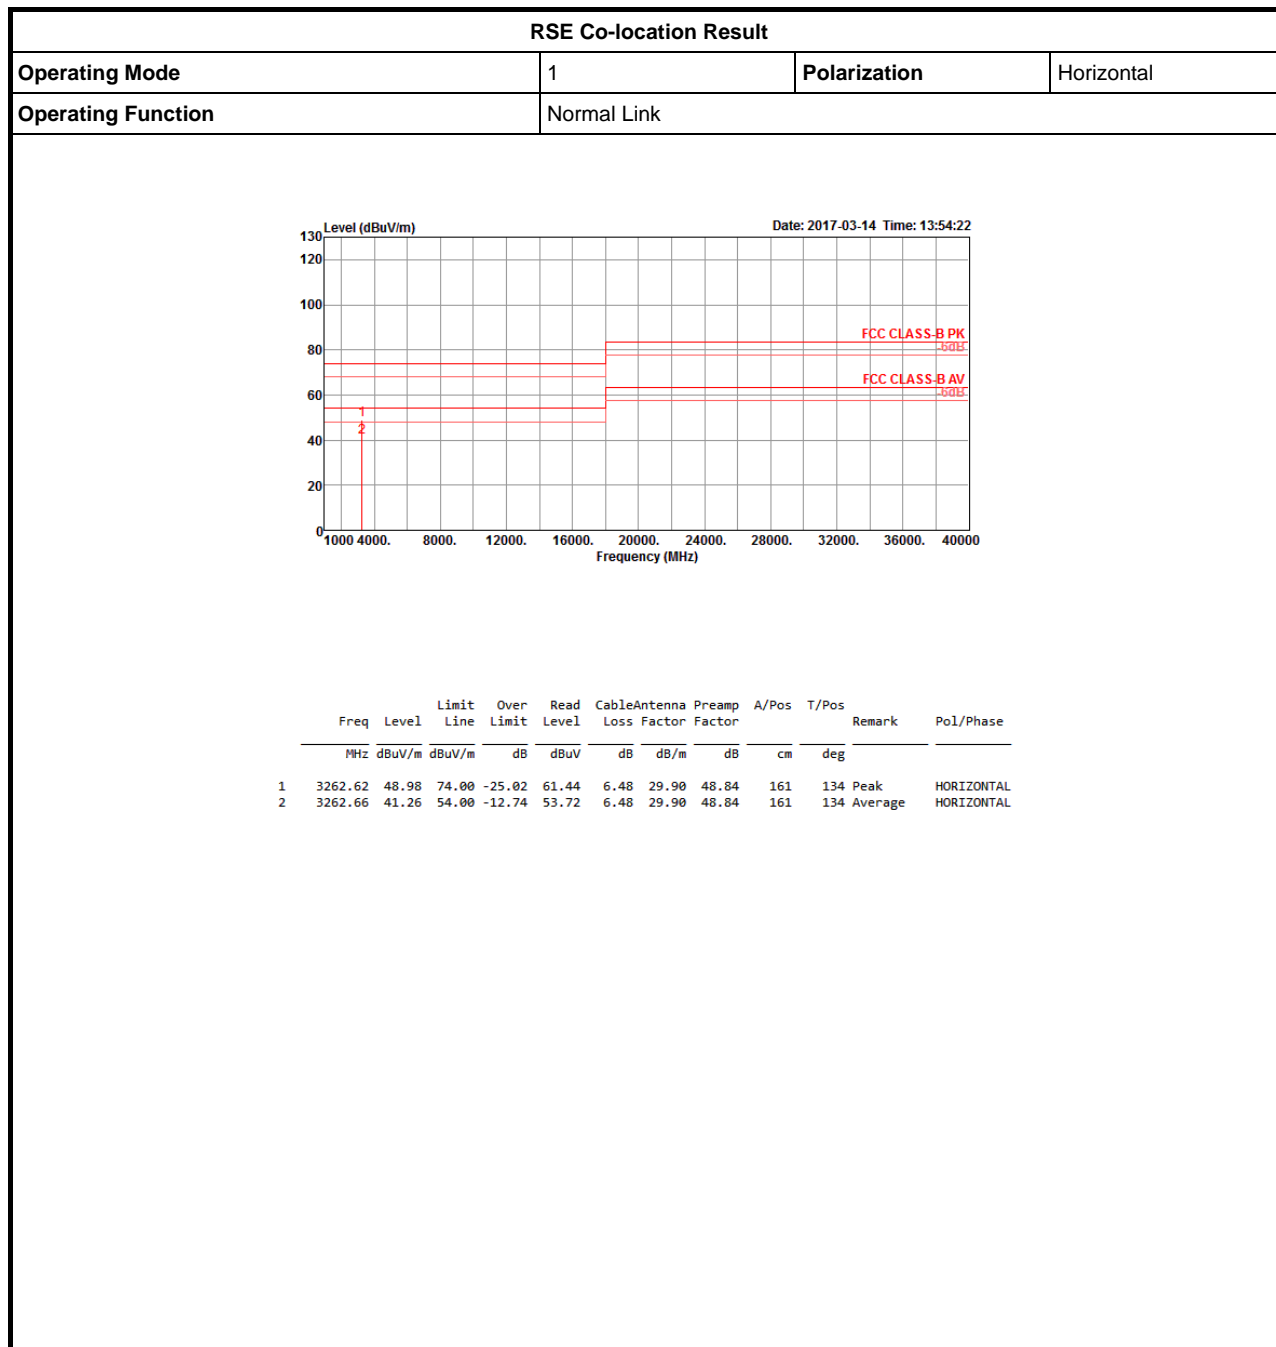 RSE Co-location Result
Operating Mode 1 Polarization Horizontal
Operating Function Normal Link
Level (dBuV/m) Date: 2017-03-14 Time: 13:54:22
130
120
100
FCC CLASS-B PK
80 -6dB
FCC CLASS-B AV
60 -6dB
1
2
40
20
0
1000 4000. 8000. 12000. 16000. 20000. 24000. 28000. 32000. 36000. 40000
Frequency (MHz)
Limit Over Read CableAntenna Preamp A/Pos T/Pos
Freq Level Line Limit Level Loss Factor Factor Remark Pol/Phase
MHz dBuV/m dBuV/m dB dBuV dB dB/m dB cm deg
1 3262.62 48.98 74.00 -25.02 61.44 6.48 29.90 48.84 161 134 Peak HORIZONTAL
2 3262.66 41.26 54.00 -12.74 53.72 6.48 29.90 48.84 161 134 Average HORIZONTAL